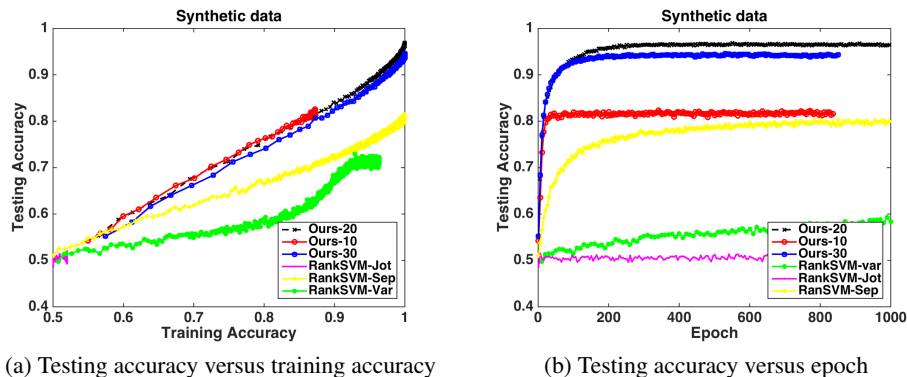 Synthetic data
1
0.9
0.8
0.7
0.6
0.5
0.4
Testing Accuracy
0.5 0.6 0.7 0.8 0.9 1
Training Accuracy
Ours-20
Ours-10
Ours-30
RankSVM-Jot
RankSVM-Sep
RankSVM-Var
(a) Testing accuracy versus training accuracy
Synthetic data
1
0.9
0.8
0.7
0.6
0.5
0.4
Testing Accuracy
0 200 400 600 800 1000
Epoch
Ours-20
Ours-10
Ours-30
RankSVM-var
RankSVM-Jot
RanSVM-Sep
(b) Testing accuracy versus epoch